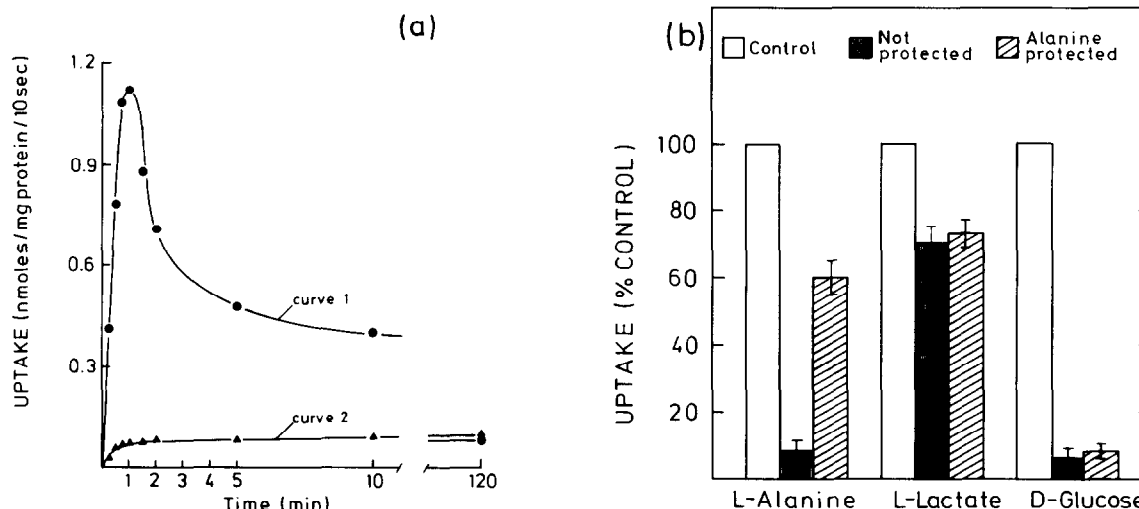 (a)
UPTAKE (nmoles/mg protein/10sec)
1.2
0.9
0.6
0.3
curve 1
curve 2
1 2 3 4 5 10 120
Time (min)
(b)
Control
Not protected
Alanine protected
UPTAKE (% CONTROL)
100
80
60
40
20
L-Alanine L-Lactate D-Glucose